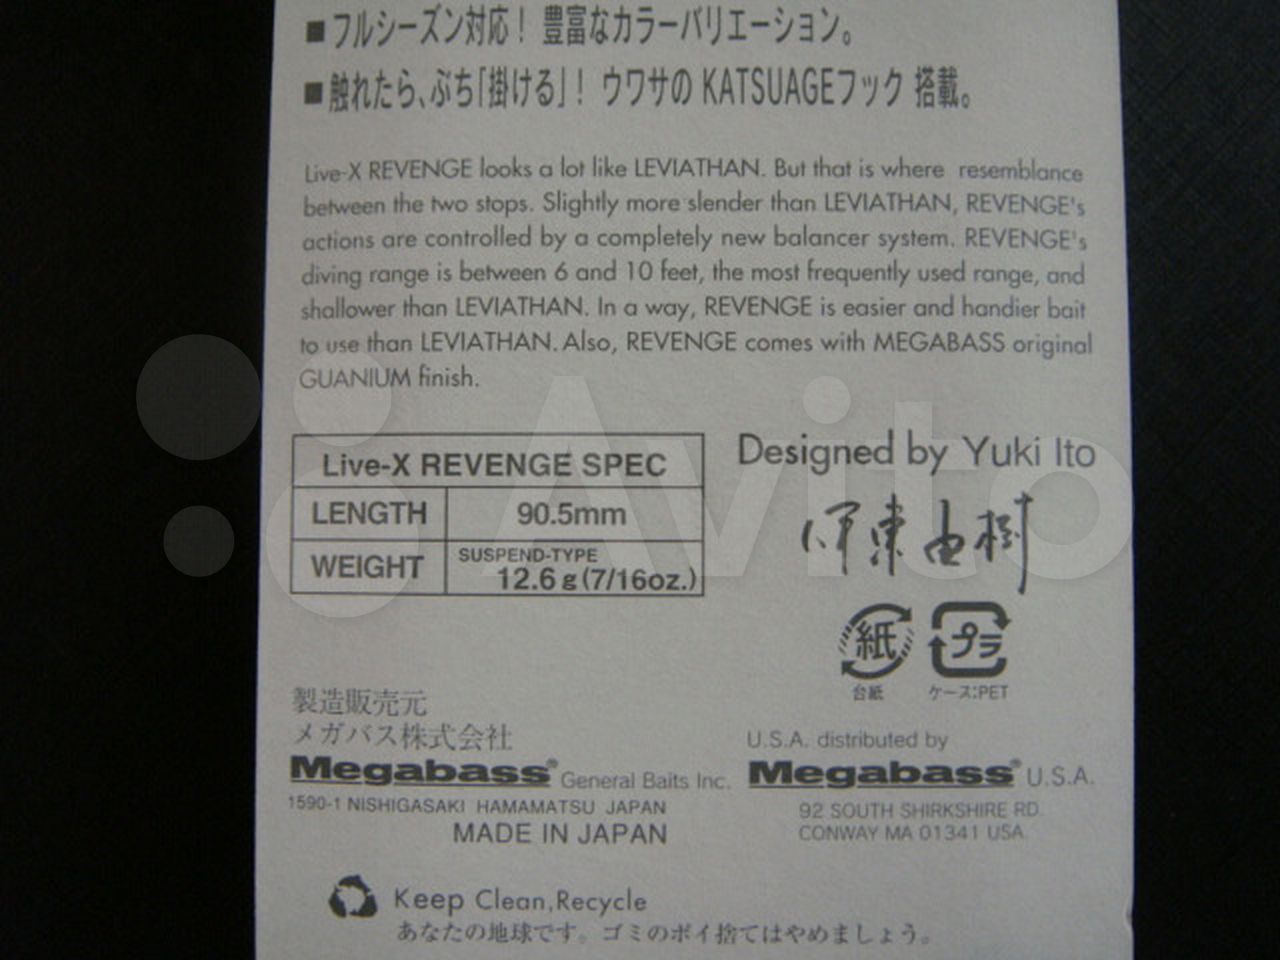 ■フルシーズン対応！豊富なカラーバリエーション。
■触れたら、ぶち「掛ける」！ウワサの KATSUAGEフック 搭載。
Live-X REVENGE looks a lot like LEVIATHAN. But that is where resemblance
between the two stops. Slightly more slender than LEVIATHAN, REVENGE's
actions are controlled by a completely new balancer system. REVENGE's
diving range is between 6 and 10 feet, the most frequently used range, and
shallower than LEVIATHAN. In a way, REVENGE is easier and handier bait
to use than LEVIATHAN. Also, REVENGE comes with MEGABASS original
GUANIUM finish.
Live-X REVENGE SPEC
LENGTH 90.5mm
WEIGHT SUSPEND-TYPE
12.6g(7/16oz.)
Designed by Yuki Ito
伊東由樹
紙 プラ
台紙 ケース:PET
製造販売元
メガバス株式会社
Megabass® General Baits Inc.
1590-1 NISHIGASAKI HAMAMATSU JAPAN
MADE IN JAPAN
U.S.A. distributed by
Megabass® U.S.A.
92 SOUTH SHIRKSHIRE RD.
CONWAY MA 01341 USA.
Keep Clean,Recycle
あなたの地球です。ゴミのポイ捨てはやめましょう。
Avito